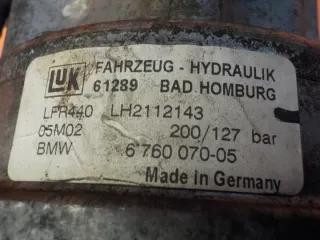 LUK FAHRZEUG - HYDRAULIK
61289 BAD HOMBURG
LFR440 LH2112143
05M02 200/127 bar
BMW 6 760 070-05
Made in Germany